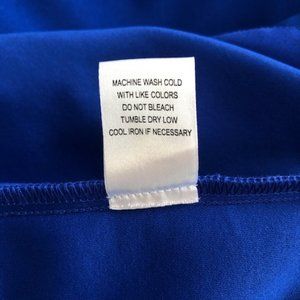 MACHINE WASH COLD
WITH LIKE COLORS
DO NOT BLEACH
TUMBLE DRY LOW
COOL IRON IF NECESSARY